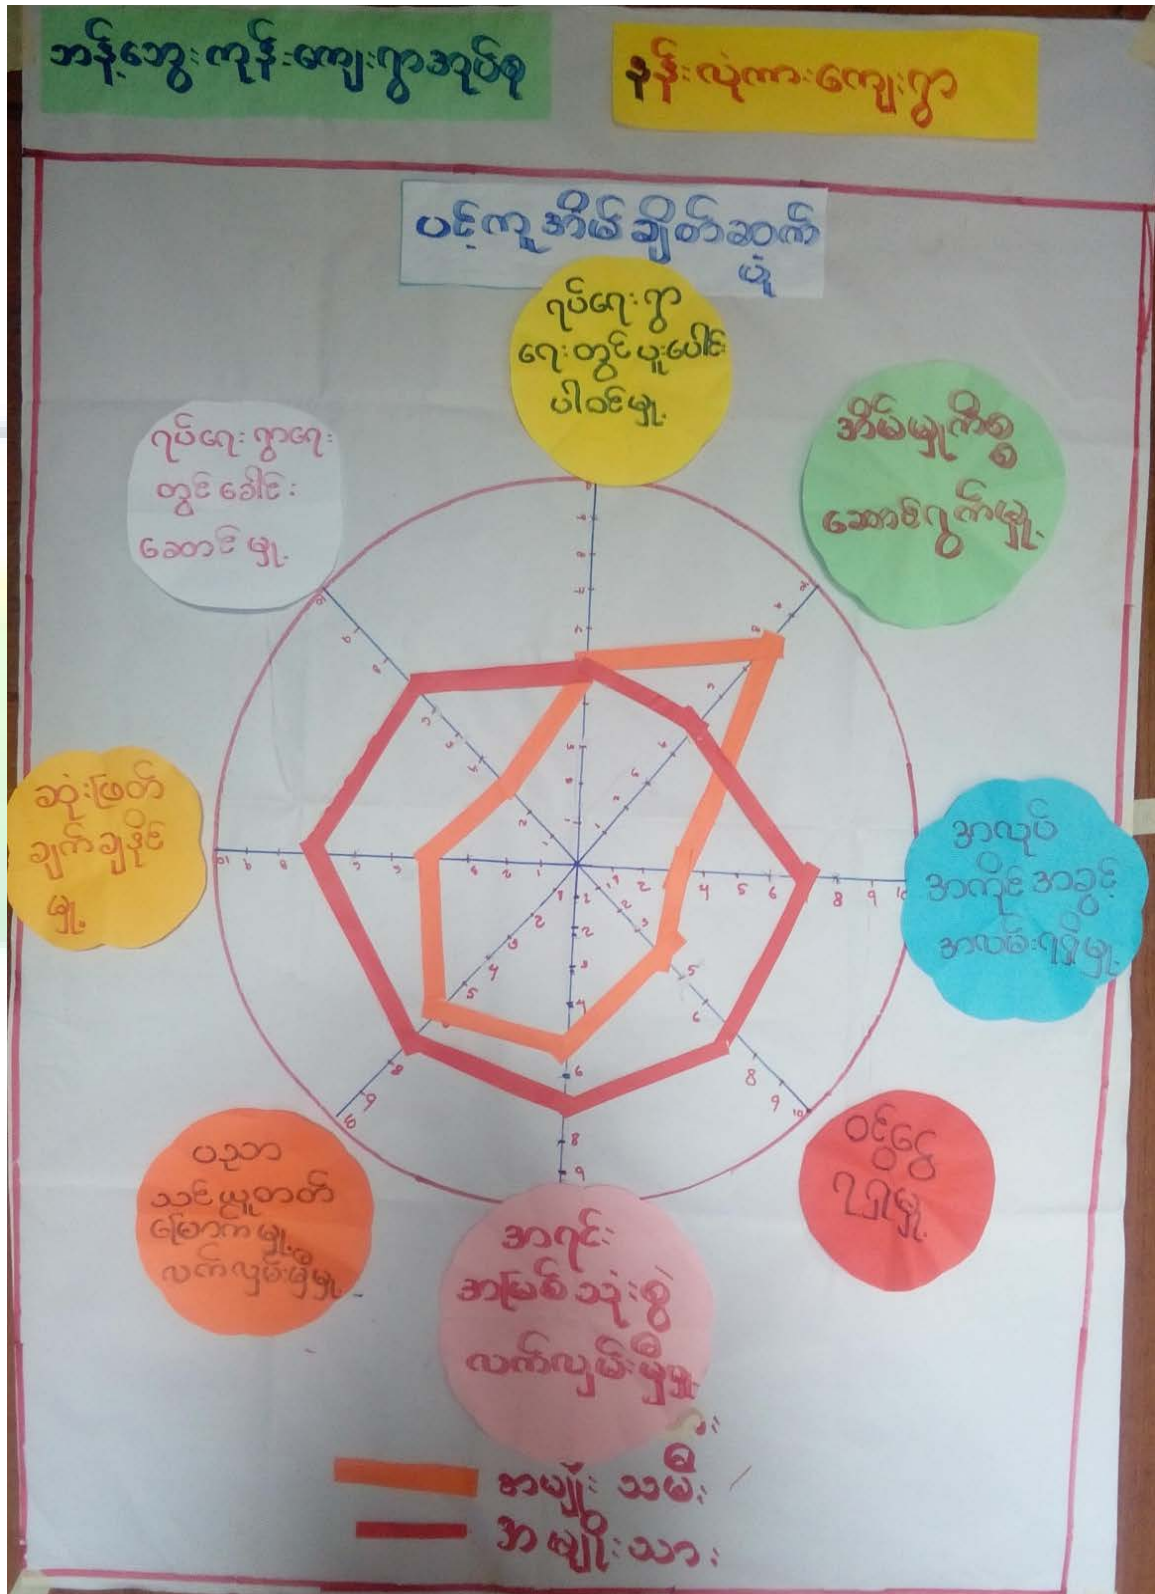 ဘန့်ဘွေးကုန်းကျေးရွာအုပ်စု
နန်းလုံကားကျေးရွာ
ပင့်ကူအိမ်ချိတ်ဆွဲက်
ပုံ
ရပ်ရေးရွာ
ရေးတွင်ပူးပေါင်း
ပါဝင်မှု့
အိမ်မှုကိစ္စ
ဆောင်ရွက်မှု့
ရပ်ရေးရွာရေး
တွင်ခေါင်း
ဆောင်မှု့
ဆုံးဖြတ်
ချက်ချနိုင်
မှု့
အလုပ်
အကိုင်အခွင့်
အလမ်းရရှိမှု့
ဝင်ငွေ
ရရှိမှု့
ပညာ
သင်ယူတတ်
မြောက်မှု့
လက်လှမ်းမှီမှု့
အရင်း
အမြစ်သုံးစွဲ
လက်လှမ်းမှီမှု့
အမျိုးသမီး
အမျိုးသား